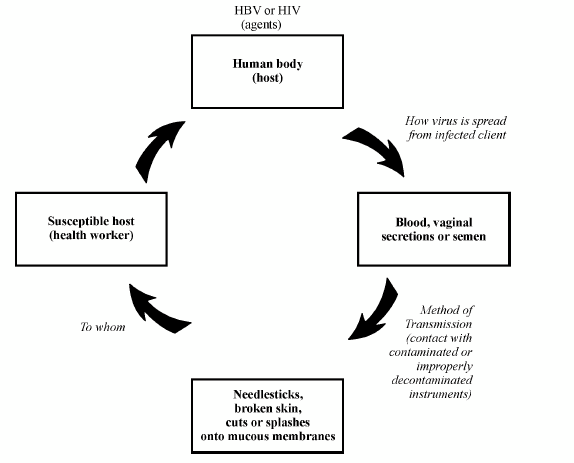 HBV or HIV
(agents)
Human body
(host)
How virus is spread
from infected client
Blood, vaginal
secretions or semen
Method of
Transmission
(contact with
contaminated or
improperly
decontaminated
instruments)
Needlesticks,
broken skin,
cuts or splashes
onto mucous membranes
To whom
Susceptible host
(health worker)